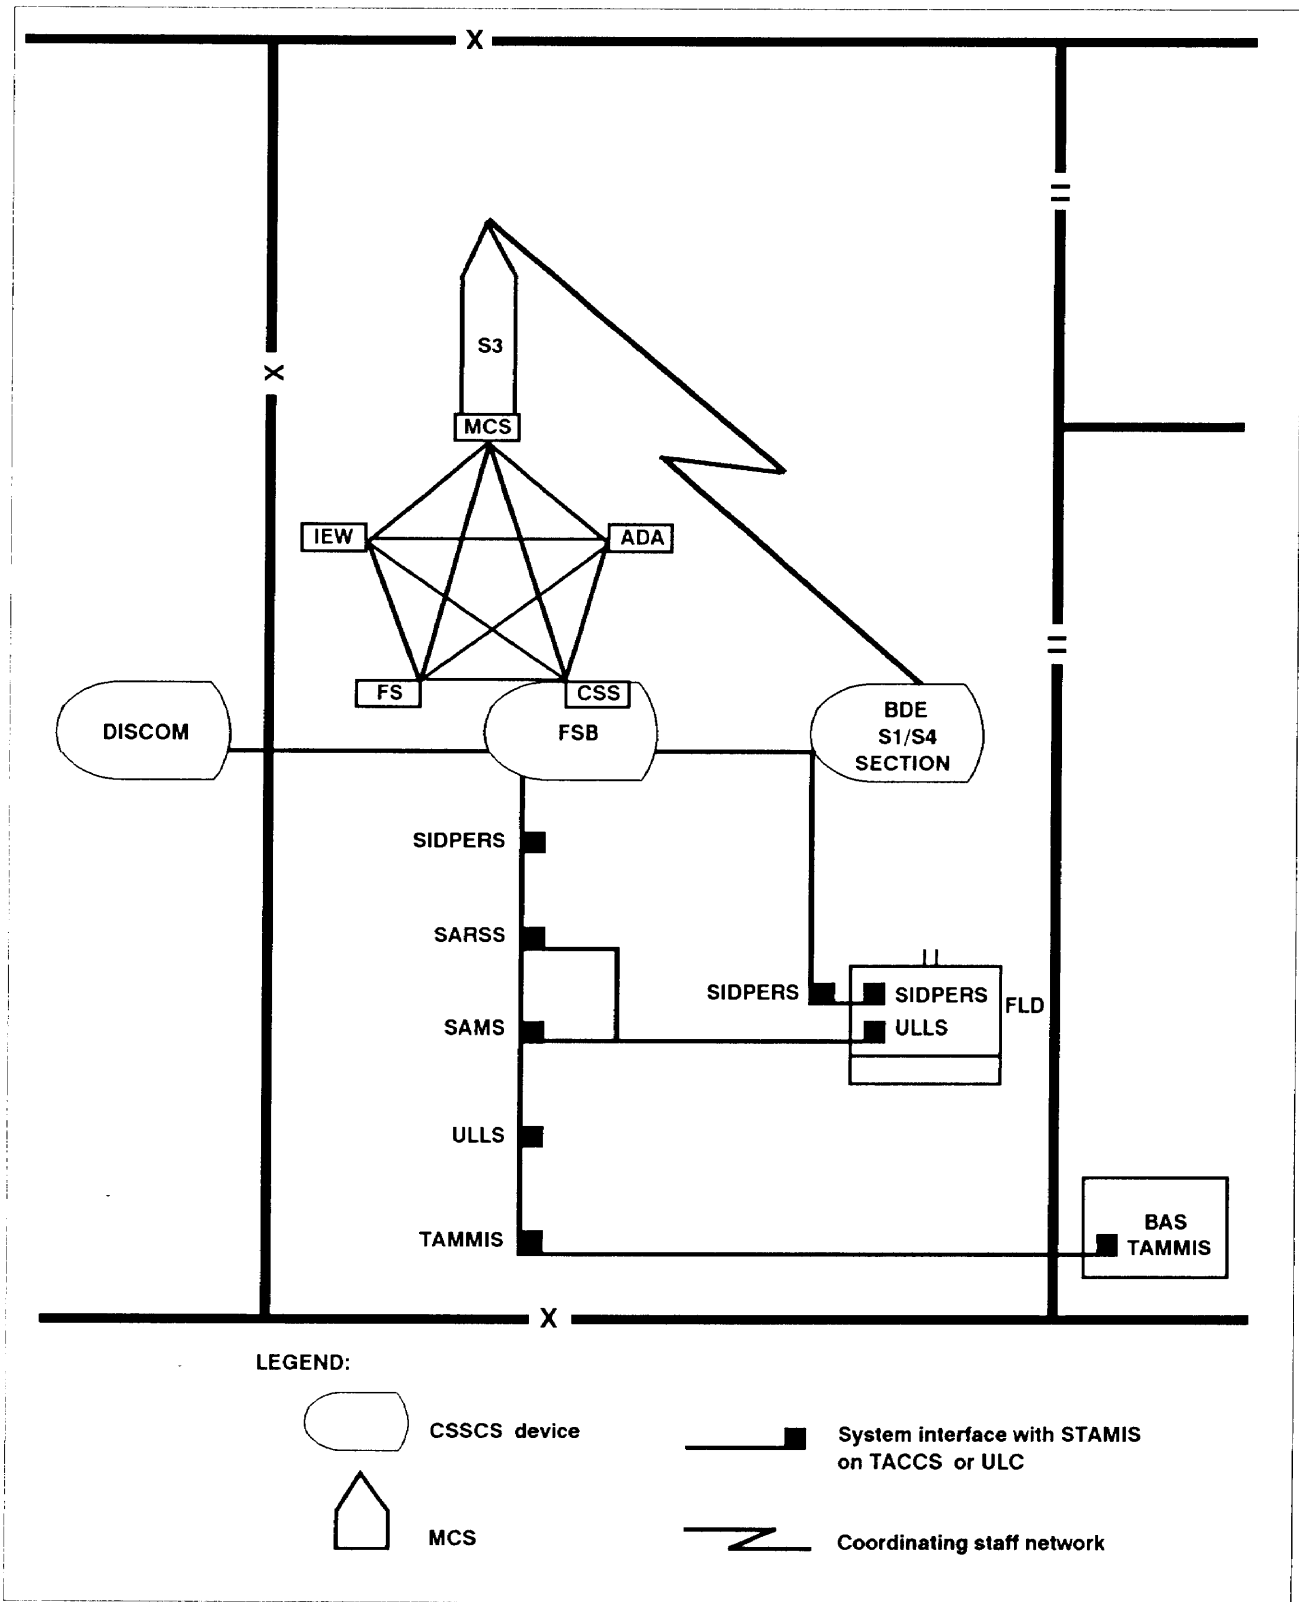 X
X
S3
MCS
IEW
ADA
FS
CSS
DISCOM
FSB
BDE
S1/S4
SECTION
SIDPERS
SARSS
SIDPERS
SIDPERS
FLD
SAMS
ULLS
ULLS
BAS
TAMMIS
TAMMIS
X
LEGEND:
CSSCS device
System interface with STAMIS
on TACCS or ULC
MCS
Coordinating staff network